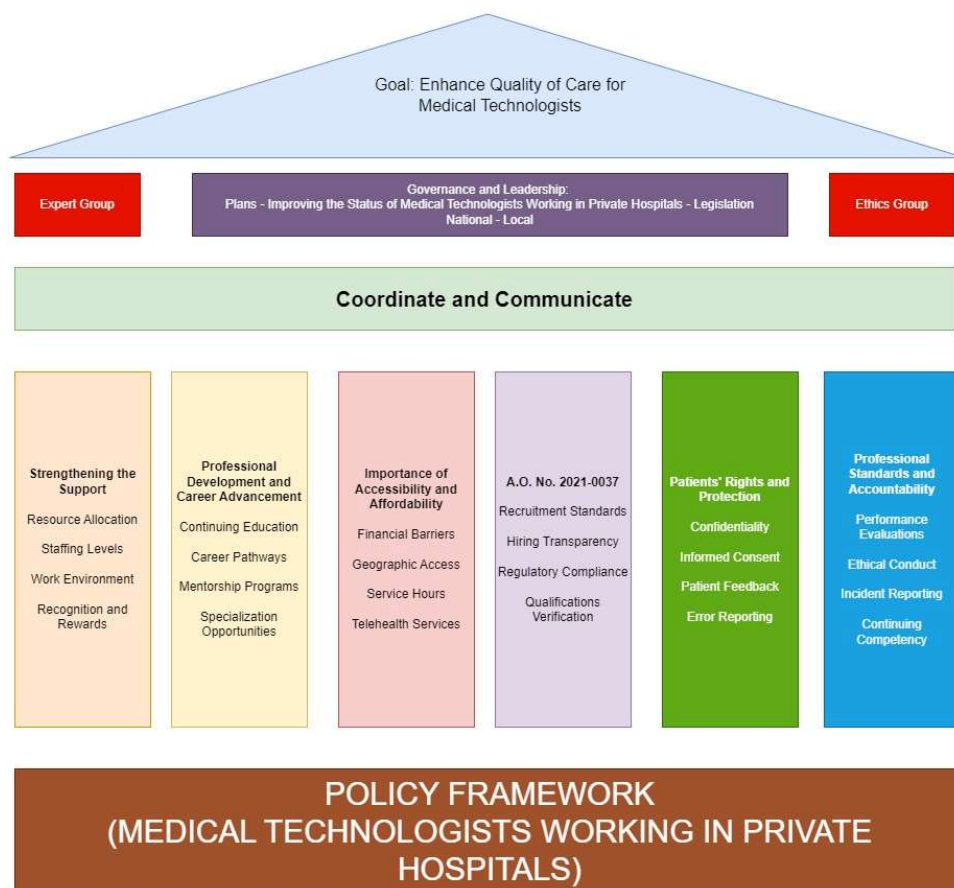 Goal: Enhance Quality of Care for
Medical Technologists
Expert Group
Governance and Leadership:
Plans - Improving the Status of Medical Technologists Working in Private Hospitals - Legislation
National - Local
Ethics Group
Coordinate and Communicate
Strengthening the
Support
Resource Allocation
Staffing Levels
Work Environment
Recognition and
Rewards
Professional
Development and
Career Advancement
Continuing Education
Career Pathways
Mentorship Programs
Specialization
Opportunities
Importance of
Accessibility and
Affordability
Financial Barriers
Geographic Access
Service Hours
Telehealth Services
A.O. No. 2021-0037
Recruitment Standards
Hiring Transparency
Regulatory Compliance
Qualifications
Verification
Patients' Rights and
Protection
Confidentiality
Informed Consent
Patient Feedback
Error Reporting
Professional
Standards and
Accountability
Performance
Evaluations
Ethical Conduct
Incident Reporting
Continuing
Competency
POLICY FRAMEWORK
(MEDICAL TECHNOLOGISTS WORKING IN PRIVATE
HOSPITALS)